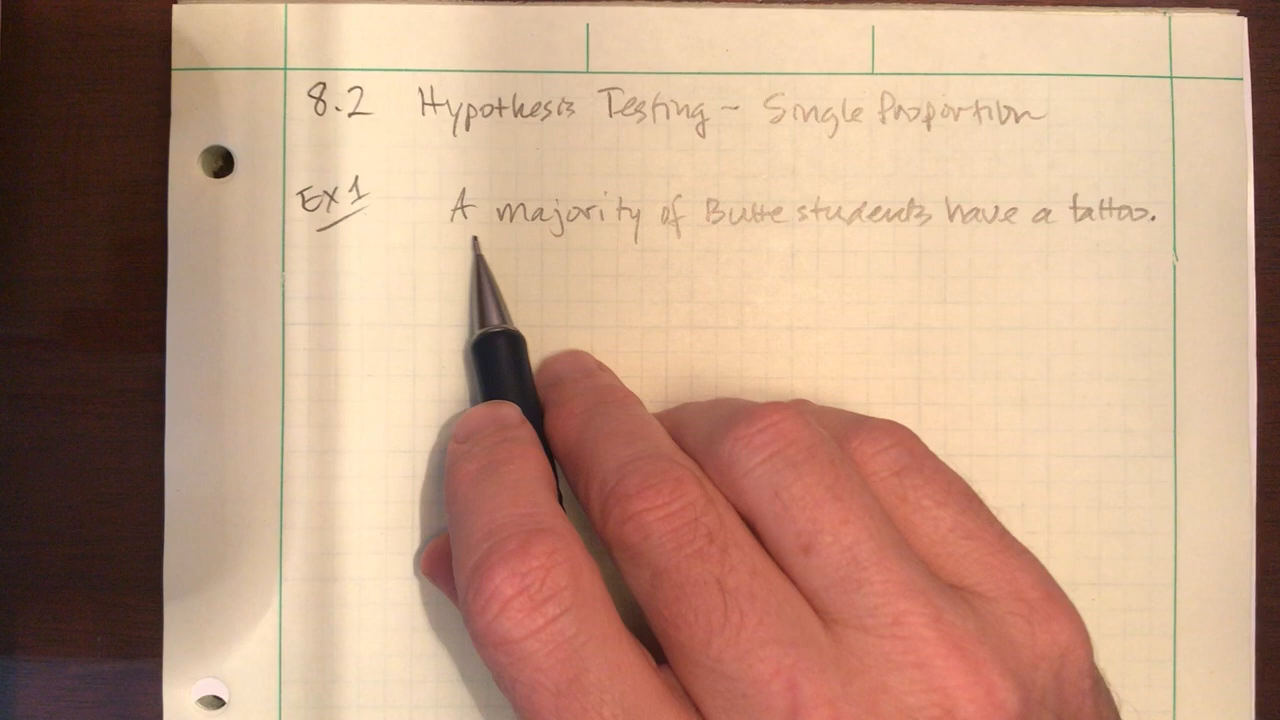 8.2 Hypothesis Testing - Single Proportion
EX 1 A majority of Butte students have a tattoo.